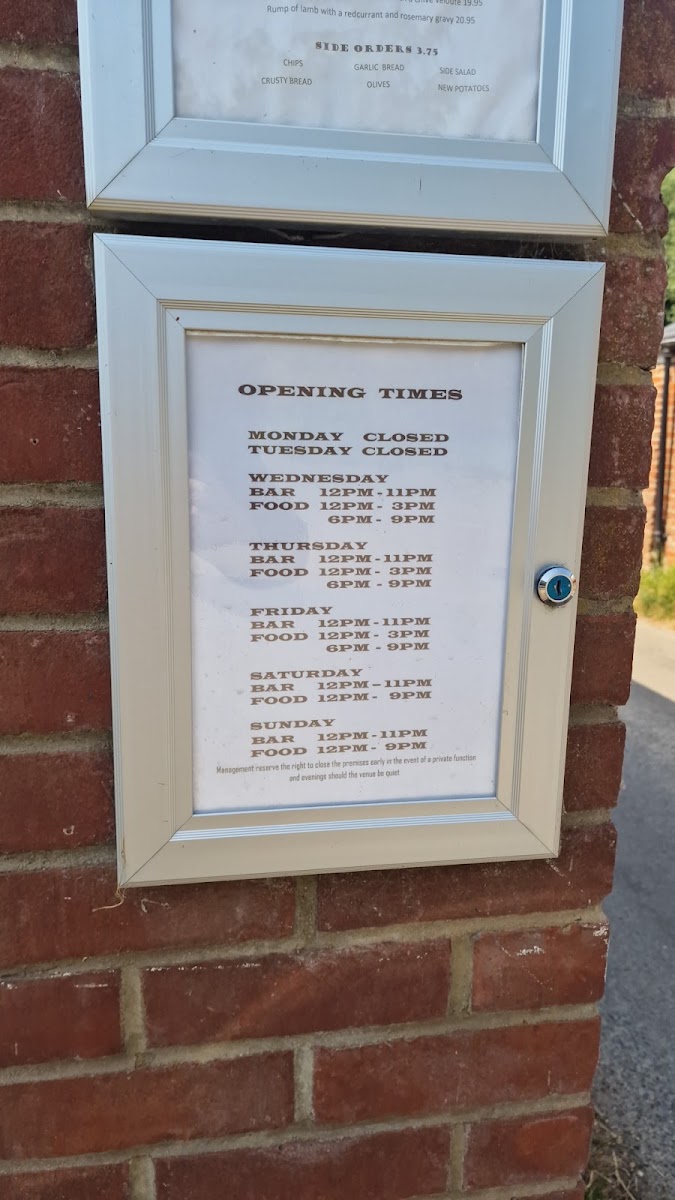 chive velouté 19.95
Rump of lamb with a redcurrant and rosemary gravy 20.95
SIDE ORDERS 3.75
CHIPS GARLIC BREAD SIDE SALAD
CRUSTY BREAD OLIVES NEW POTATOES
OPENING TIMES
MONDAY CLOSED
TUESDAY CLOSED
WEDNESDAY
BAR 12PM-11PM
FOOD 12PM- 3PM
6PM - 9PM
THURSDAY
BAR 12PM-11PM
FOOD 12PM- 3PM
6PM - 9PM
FRIDAY
BAR 12PM-11PM
FOOD 12PM- 3PM
6PM - 9PM
SATURDAY
BAR 12PM-11PM
FOOD 12PM- 9PM
SUNDAY
BAR 12PM-11PM
FOOD 12PM- 9PM
Management reserve the right to close the premises early in the event of a private function
and evenings should the venue be quiet